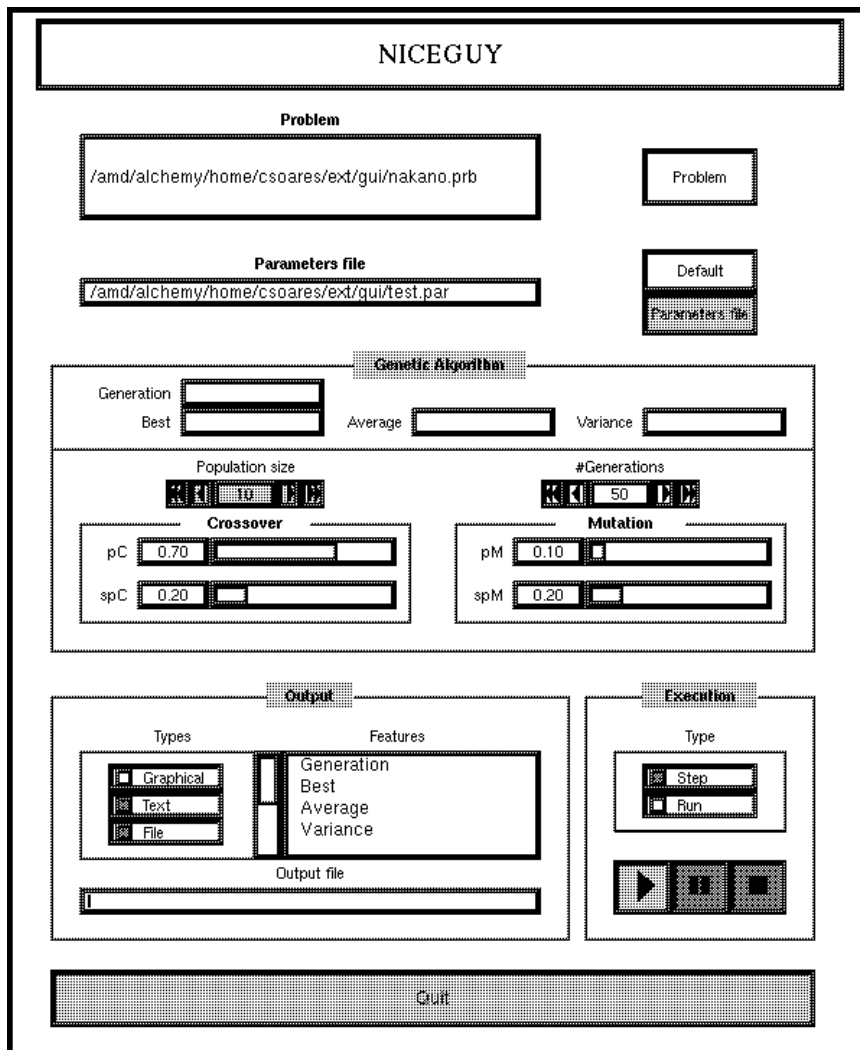 NICEGUY
Problem
/amd/alchemy/home/csoares/ext/gui/nakano.prb
Problem
Parameters file
/amd/alchemy/home/csoares/ext/gui/test.par
Default
Parameters file
Genetic Algorithm
Generation
Best Average Variance
Population size #Generations
10 50
Crossover Mutation
pC 0.70 pM 0.10
spC 0.20 spM 0.20
Output Execution
Types Features Type
Graphical Generation Step
Best
Text Average Run
File Variance
Output file
Quit